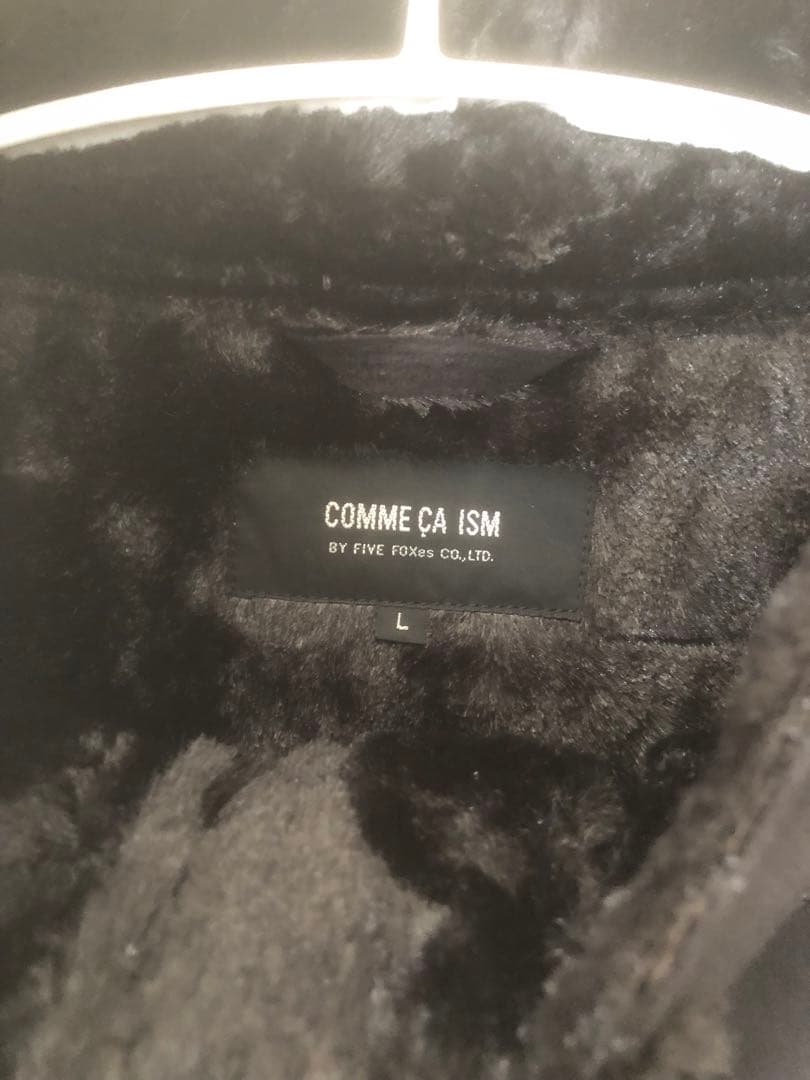 COMME ÇA ISM
BY FIVE FOXes CO.,LTD.
L